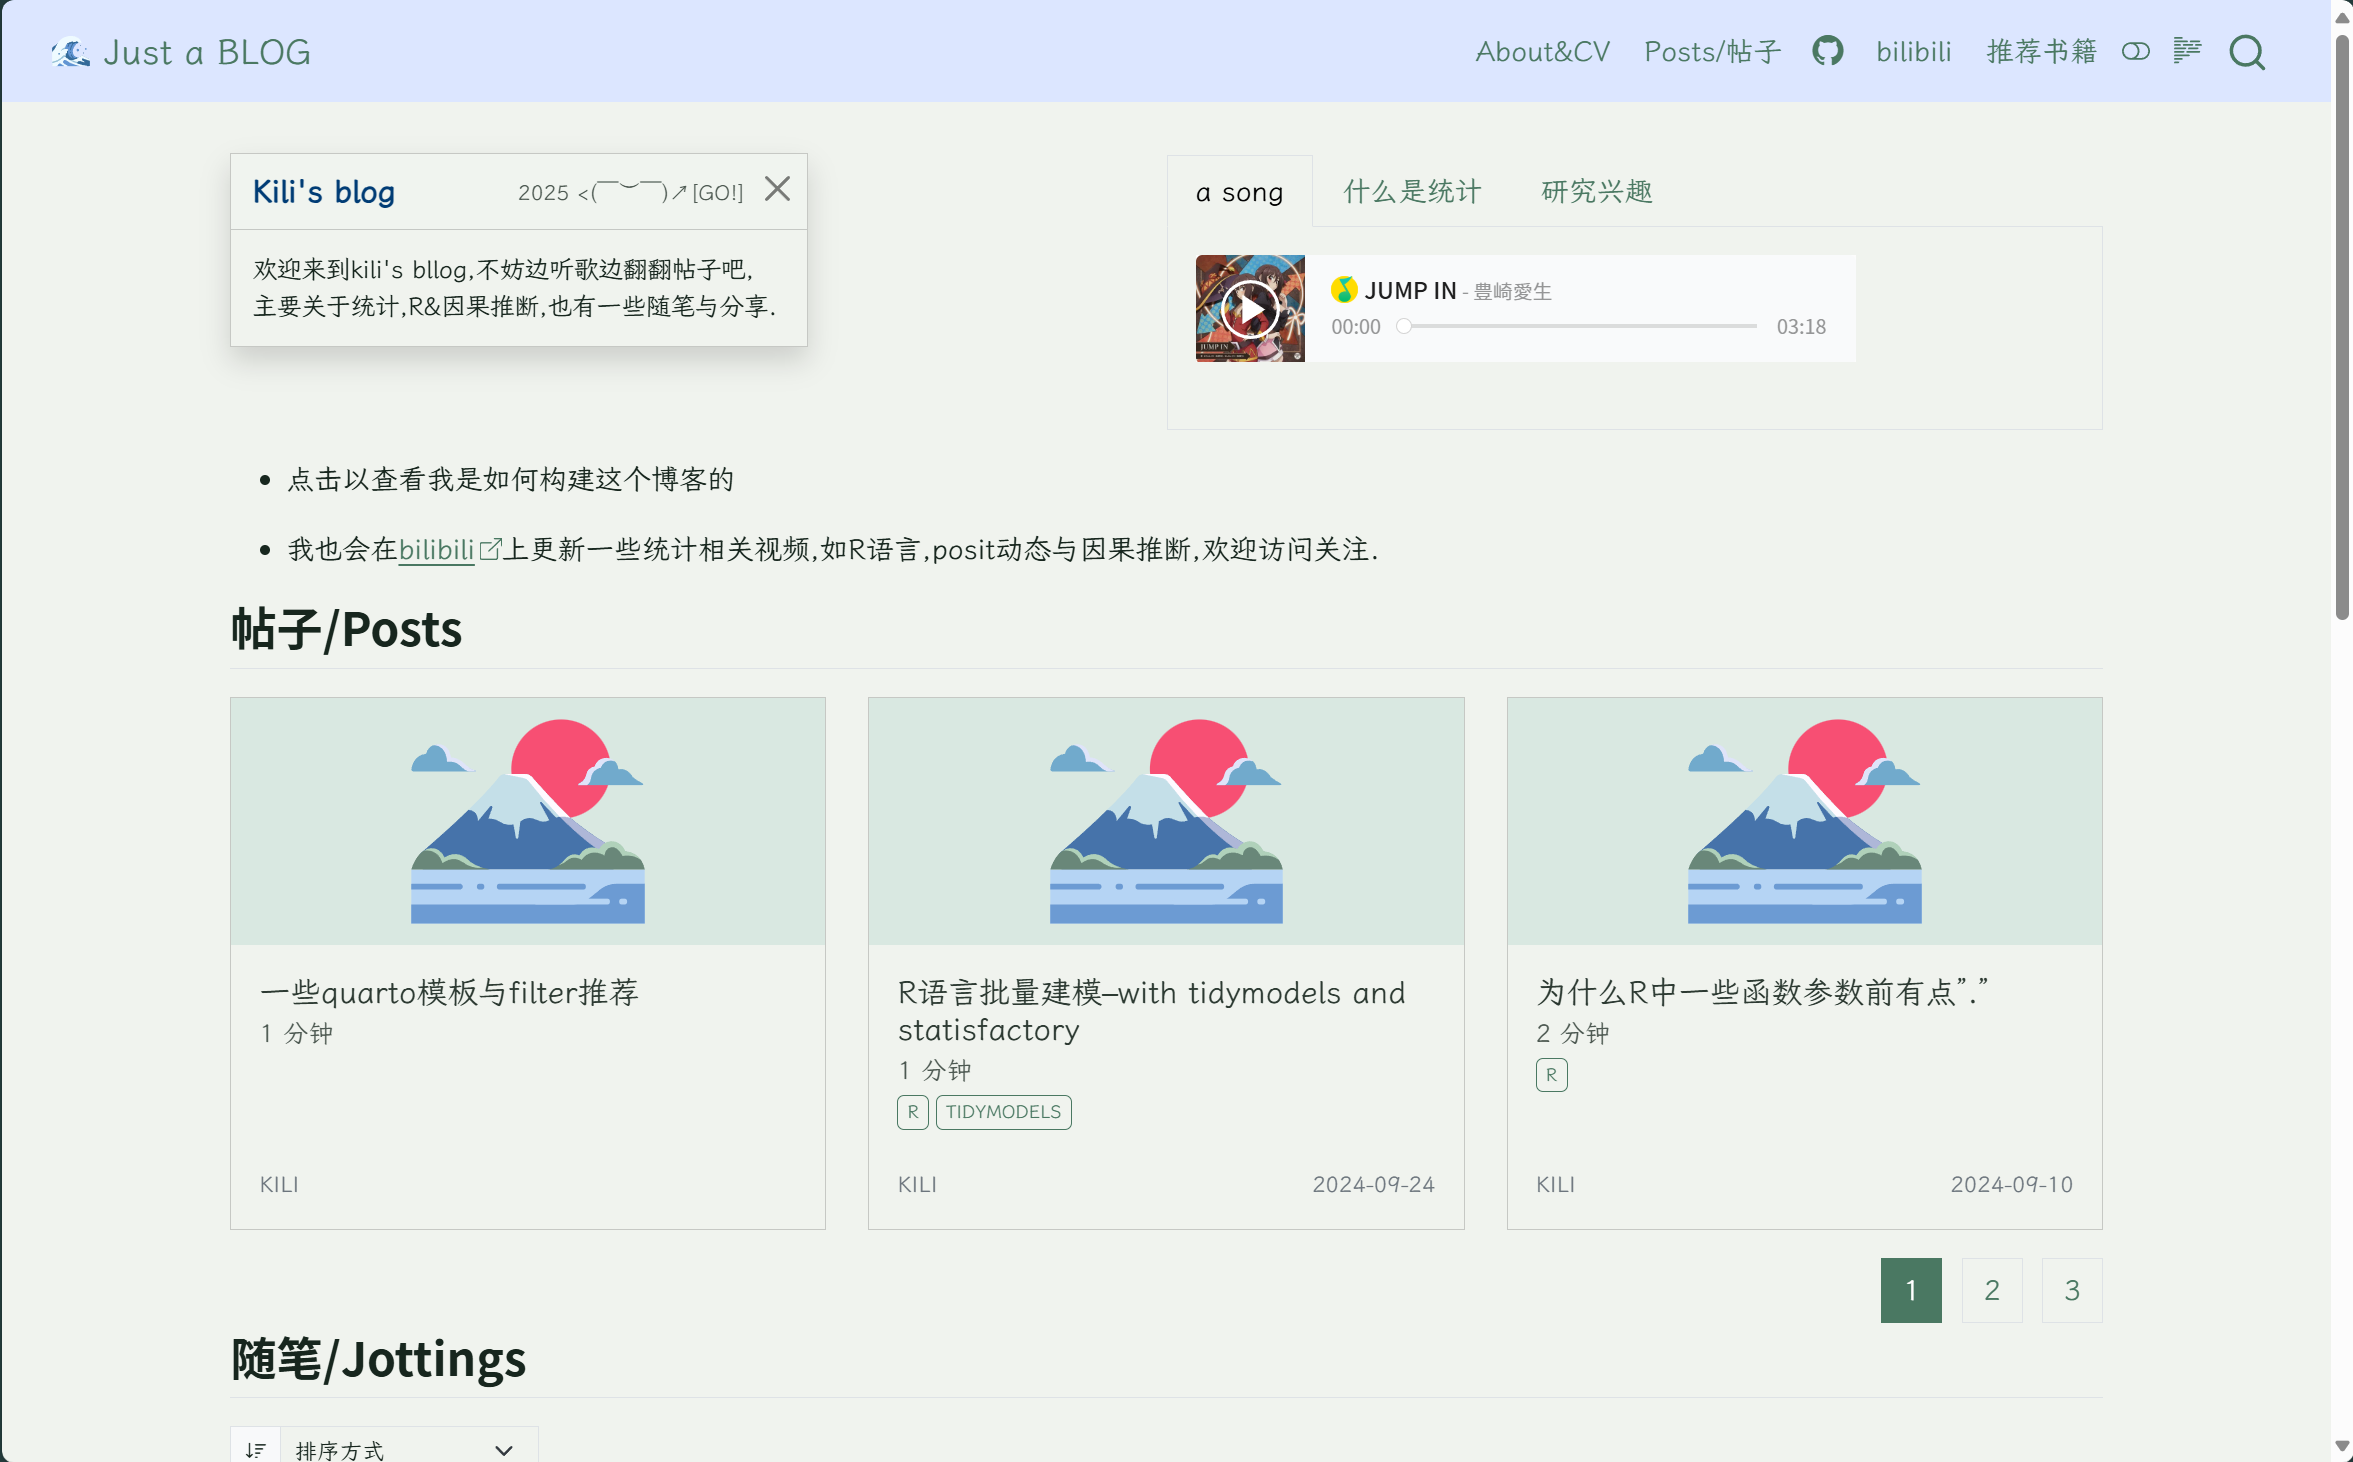 Just a BLOG
About&CV
Posts/帖子
bilibili
推荐书籍
Kili's blog
2025 <(￣︶￣)↗[GO!]
欢迎来到kili's bllog,不妨边听歌边翻翻帖子吧,
主要关于统计,R&因果推断,也有一些随笔与分享.
a song
什么是统计
研究兴趣
JUMP IN
JUMP IN - 豊崎愛生
00:00
03:18
点击以查看我是如何构建这个博客的
我也会在bilibili上更新一些统计相关视频,如R语言,posit动态与因果推断,欢迎访问关注.
帖子/Posts
一些quarto模板与filter推荐
1 分钟
KILI
R语言批量建模—with tidymodels and
statisfactory
1 分钟
R
TIDYMODELS
KILI
2024-09-24
为什么R中一些函数参数前有点”.”
2 分钟
R
KILI
2024-09-10
1
2
3
随笔/Jottings
排序方式